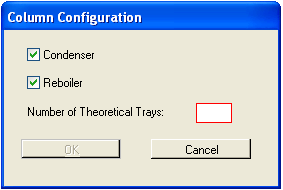 Column Configuration
Condenser
Reboiler
Number of Theoretical Trays:
OK Cancel